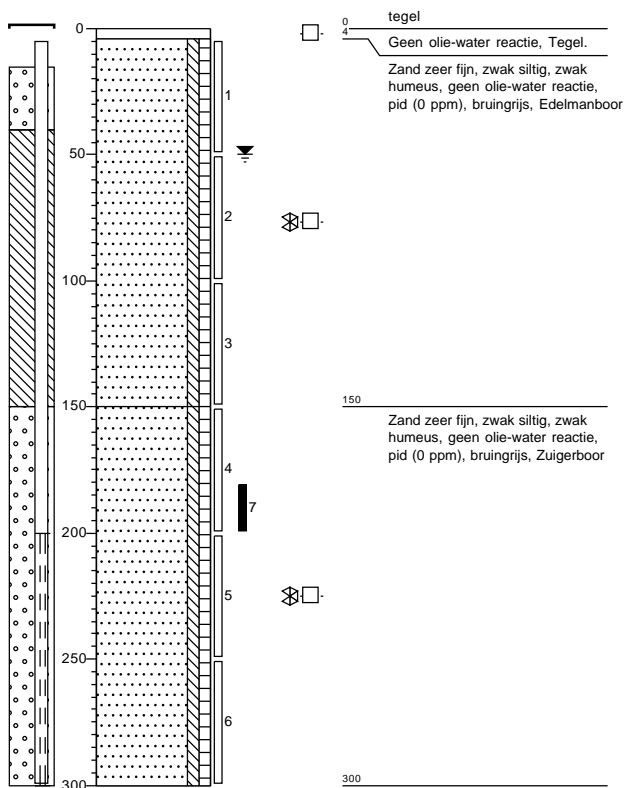 0
50
100
150
200
250
300
1
2
3
4
7
5
6
0
tegel
4
Geen olie-water reactie, Tegel.
Zand zeer fijn, zwak siltig, zwak
humeus, geen olie-water reactie,
pid (0 ppm), bruingrijs, Edelmanboor
150
Zand zeer fijn, zwak siltig, zwak
humeus, geen olie-water reactie,
pid (0 ppm), bruingrijs, Zuigerboor
300